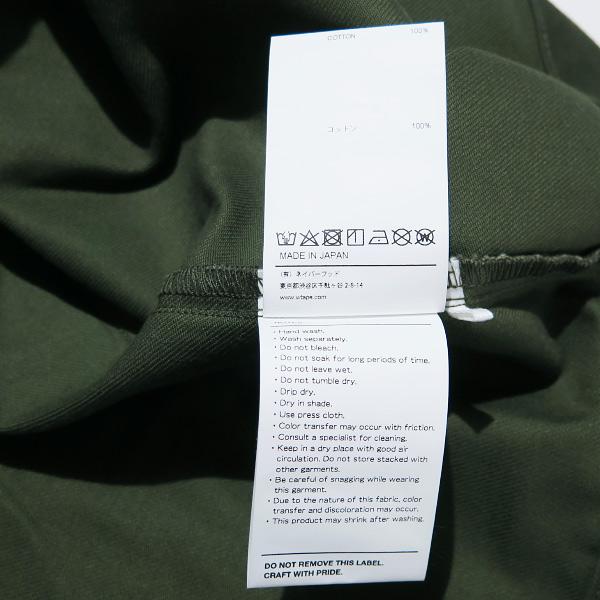 COTTON 100%
コットン 100%
MADE IN JAPAN
(有) ネイバーフッド
東京都渋谷区千駄ヶ谷2-8-14
www.wtaps.com
・Hand wash.
・Wash separately.
・Do not bleach.
・Do not soak for long periods of time.
・Do not leave wet.
・Do not tumble dry.
・Drip dry.
・Dry in shade.
・Use press cloth.
・Color transfer may occur with friction.
・Consult a specialist for cleaning.
・Keep in a dry place with good air
circulation. Do not store stacked with
other garments.
・Be careful of snagging while wearing
this garment.
・Due to the nature of this fabric, color
transfer and discoloration may occur.
・This product may shrink after washing.
DO NOT REMOVE THIS LABEL.
CRAFT WITH PRIDE.